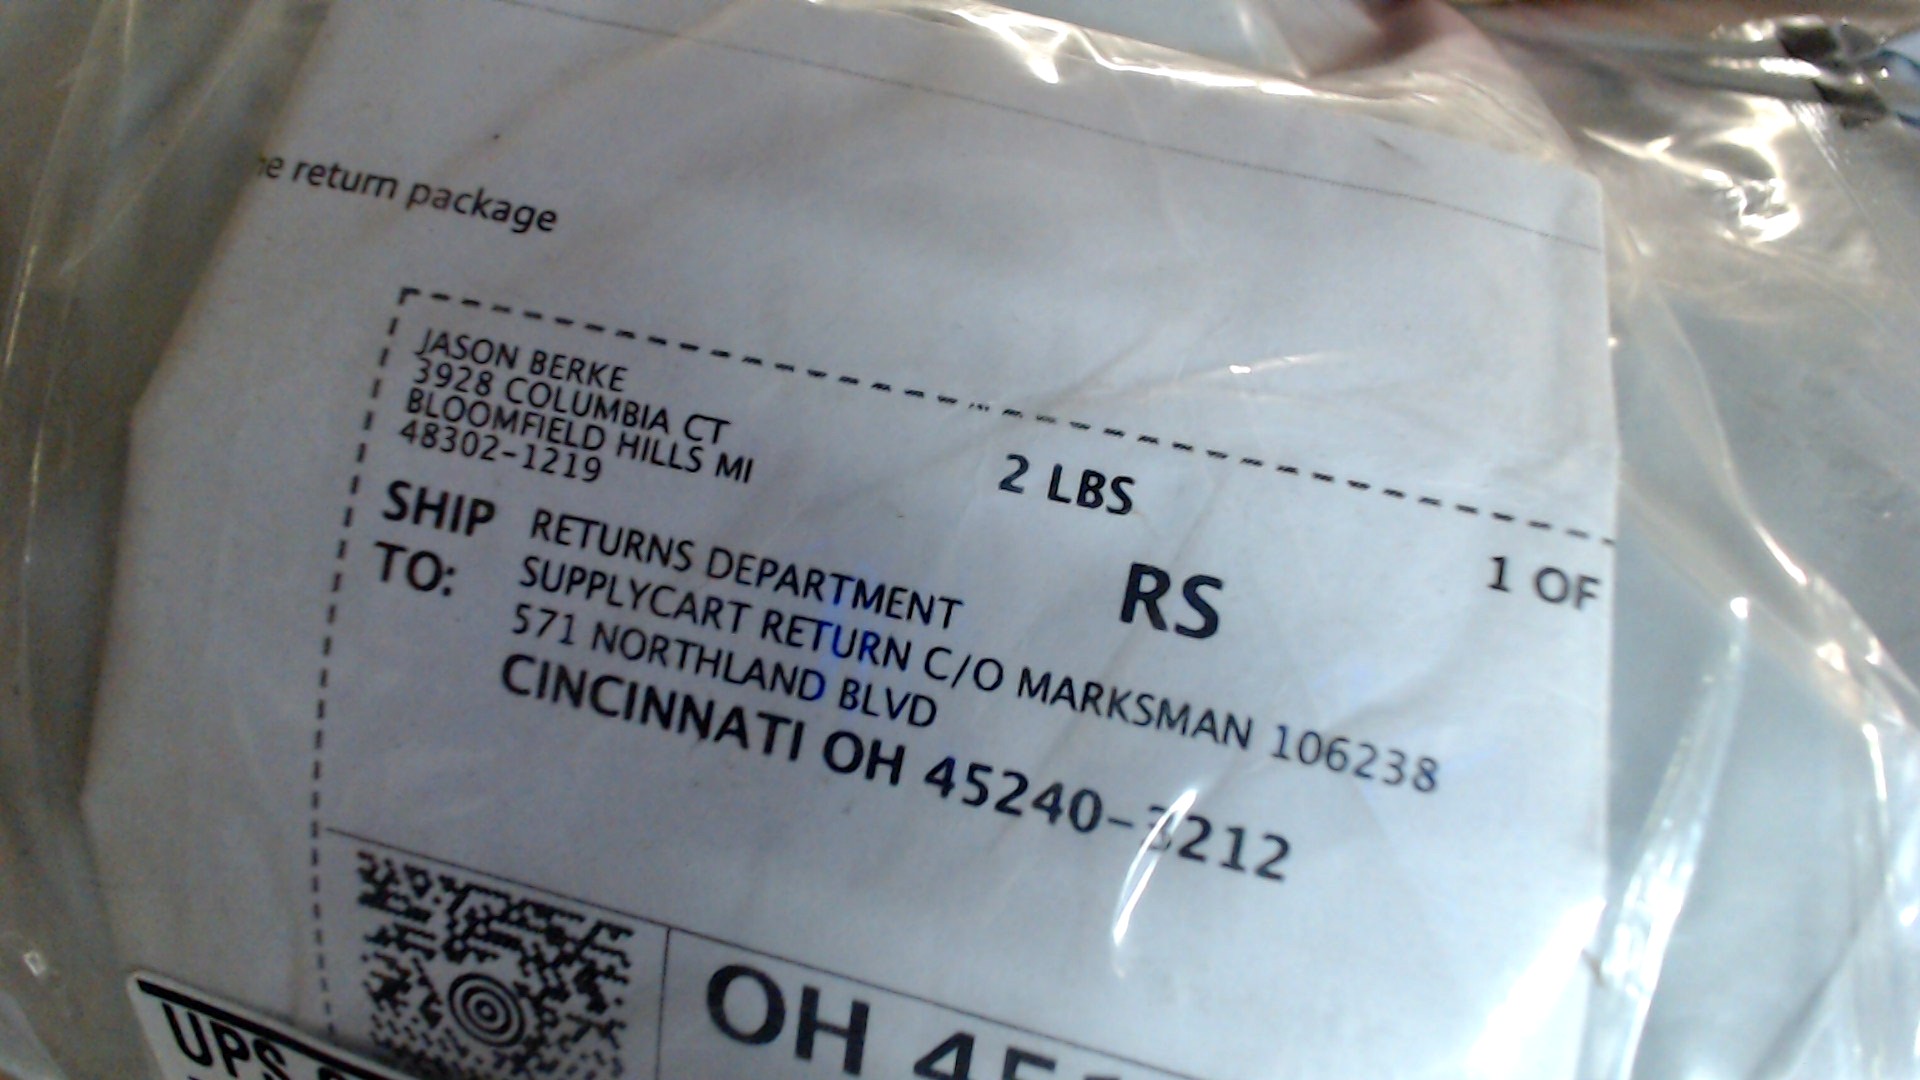 return package
JASON BERKE
3928 COLUMBIA CT
BLOOMFIELD HILLS MI
48302-1219
2 LBS
1 OF
SHIP TO:
RETURNS DEPARTMENT
RS
SUPPLYCART RETURN C/O MARKSMAN 106238
571 NORTHLAND BLVD
CINCINNATI OH 45240-3212
OH
UPS